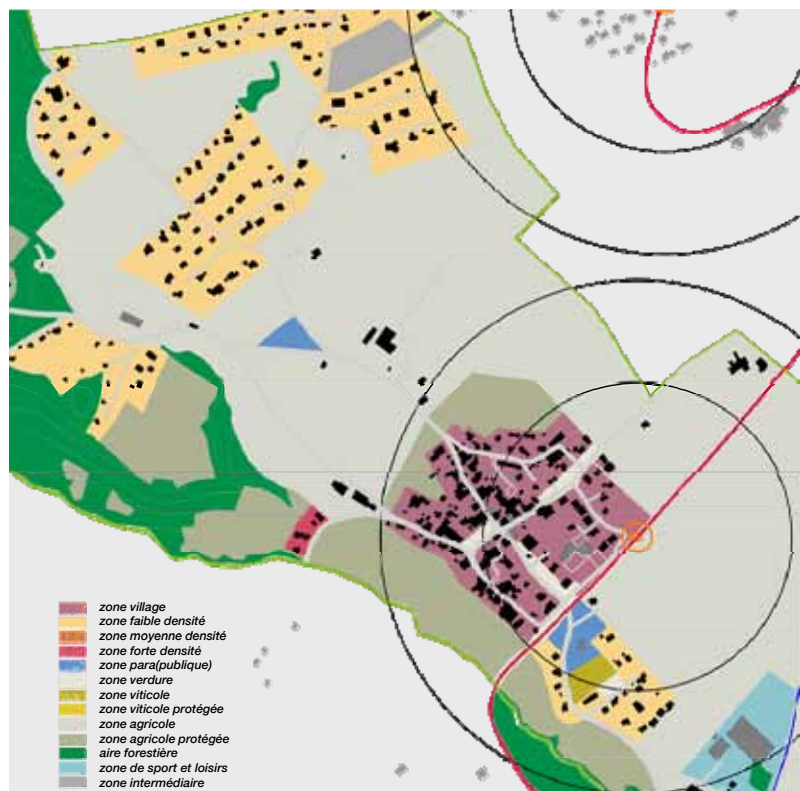 zone village
zone faible densité
zone moyenne densité
zone forte densité
zone para(publique)
zone verdure
zone viticole
zone viticole protégée
zone agricole
zone agricole protégée
aire forestière
zone de sport et loisirs
zone intermédiaire